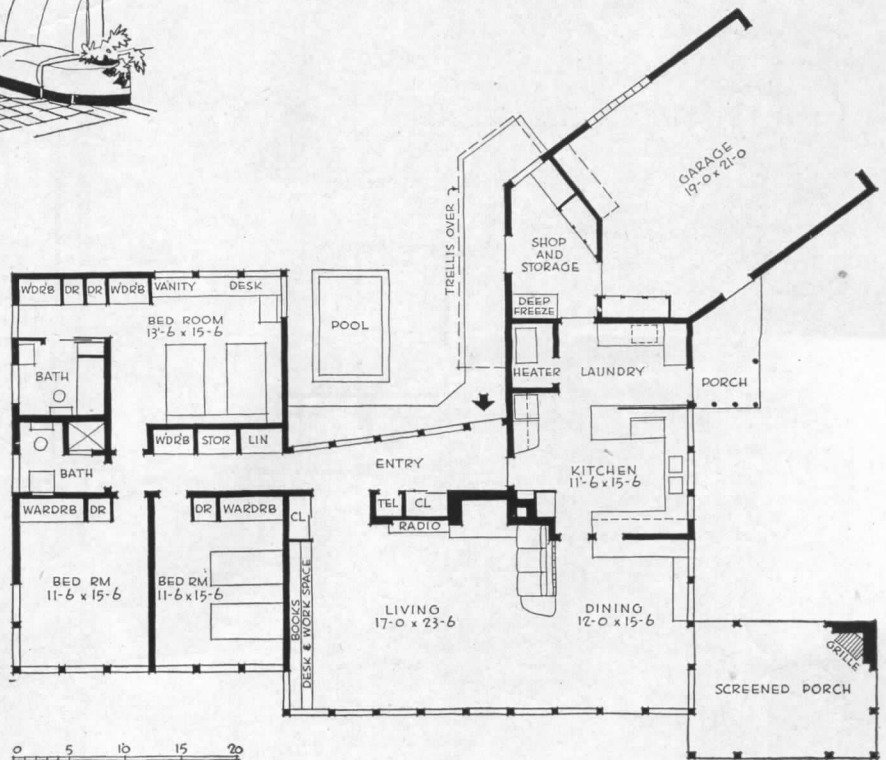 GARAGE
19-0 x 21-0
TRELLIS OVER
SHOP
AND
STORAGE
WDR'B DR DR WDR'B VANITY DESK
BED ROOM
13'-6 x 15-6
POOL
DEEP
FREEZE
BATH
HEATER
LAUNDRY
PORCH
WDR'B STOR LIN
BATH
ENTRY
KITCHEN
11'-6 x 15-6
WARDRB DR
DR WARDRB
CL
TEL CL
RADIO
BED RM
11-6 x 15-6
BED RM
11-6 x 15-6
BOOKS
DESK & WORK SPACE
LIVING
17-0 x 23-6
DINING
12-0 x 15-6
GRILLE
SCREENED PORCH
0 5 10 15 20